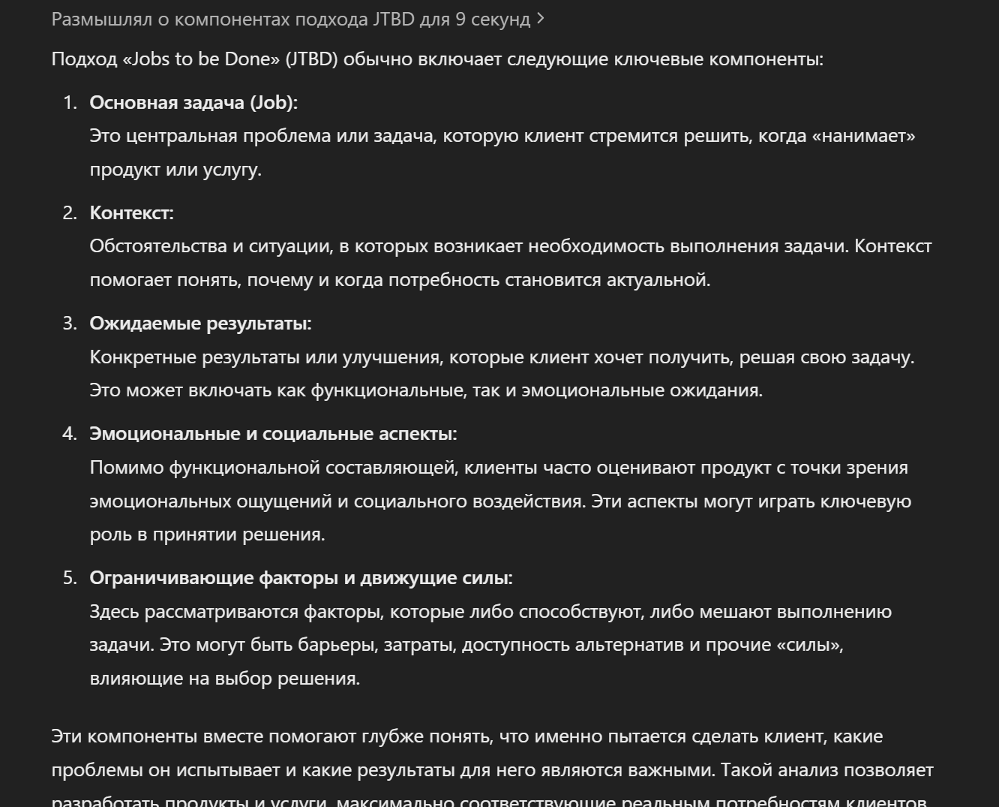 Размышлял о компонентах подхода JTBD для 9 секунд >
Подход «Jobs to be Done» (JTBD) обычно включает следующие ключевые компоненты:
1. Основная задача (Job):
Это центральная проблема или задача, которую клиент стремится решить, когда «нанимает»
продукт или услугу.
2. Контекст:
Обстоятельства и ситуации, в которых возникает необходимость выполнения задачи. Контекст
помогает понять, почему и когда потребность становится актуальной.
3. Ожидаемые результаты:
Конкретные результаты или улучшения, которые клиент хочет получить, решая свою задачу.
Это может включать как функциональные, так и эмоциональные ожидания.
4. Эмоциональные и социальные аспекты:
Помимо функциональной составляющей, клиенты часто оценивают продукт с точки зрения
эмоциональных ощущений и социального воздействия. Эти аспекты могут играть ключевую
роль в принятии решения.
5. Ограничивающие факторы и движущие силы:
Здесь рассматриваются факторы, которые либо способствуют, либо мешают выполнению
задачи. Это могут быть барьеры, затраты, доступность альтернатив и прочие «силы»,
влияющие на выбор решения.
Эти компоненты вместе помогают глубже понять, что именно пытается сделать клиент, какие
проблемы он испытывает и какие результаты для него являются важными. Такой анализ позволяет
разработать продукты и услуги, максимально соответствующие реальным потребностям клиентов.